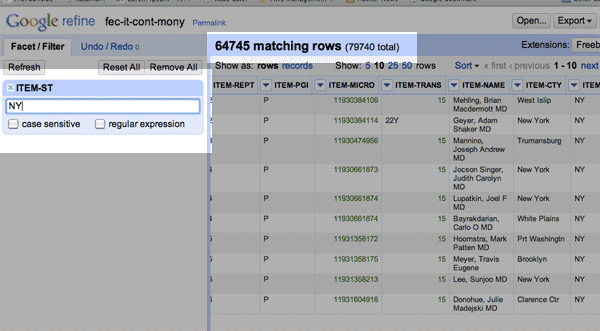 Google refine fec-it-cont-mony Permalink
Open... Export
Facet / Filter Undo / Redo 0
64745 matching rows (79740 total)
Extensions: Freeb
Refresh Reset All Remove All
Show as: rows records Show: 5 10 25 50 rows Sort « first ‹ previous 1 - 10 next
ITEM-ST
NY
case sensitive regular expression
ITEM-REPT ITEM-PGI ITEM-MICRO ITEM-TRANS ITEM-NAME ITEM-CTY ITEM-
P 11930384106 15 Mehling, Brian West Islip NY
Macdermott MD
P 11930384114 22Y Geyer, Adam New York NY
Shaker MD
P 11930474956 15 Mannino, Trumansburg NY
Joseph Andrew
MD
P 11930661873 15 Jocson Singer, New York NY
Judith Carolyn
MD
P 11930661874 15 Lupatkin, Joel F New York NY
MD
P 11930661874 15 Bayrakdarian, White Plains NY
Carlo O MD
P 11931358172 15 Hoornstra, Mark Prt Washingtn NY
Patten MD
P 11931358175 15 Meyer, Travis Brooklyn NY
Eugene
P 11931358213 15 Lee, Sunjoo MD New York NY
P 11931604918 15 Donohue, Julie Clarence Ctr NY
Madejski MD